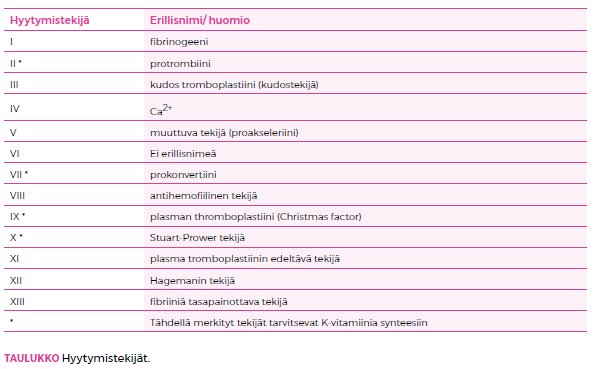 Hyytymistekijä Erillisnimi/ huomio
I fibrinogeeni
II * protrombiini
III kudos tromboplastiini (kudostekijä)
IV Ca2+
V muuttuva tekijä (proakseleriini)
VI Ei erillisnimeä
VII * prokonvertiini
VIII antihemofiilinen tekijä
IX * plasman thromboplastiini (Christmas factor)
X * Stuart-Prower tekijä
XI plasma tromboplastiinin edeltävä tekijä
XII Hagemanin tekijä
XIII fibriiniä tasapainottava tekijä
* Tähdellä merkityt tekijät tarvitsevat K-vitamiinia synteesiin
TAULUKKO Hyytymistekijät.